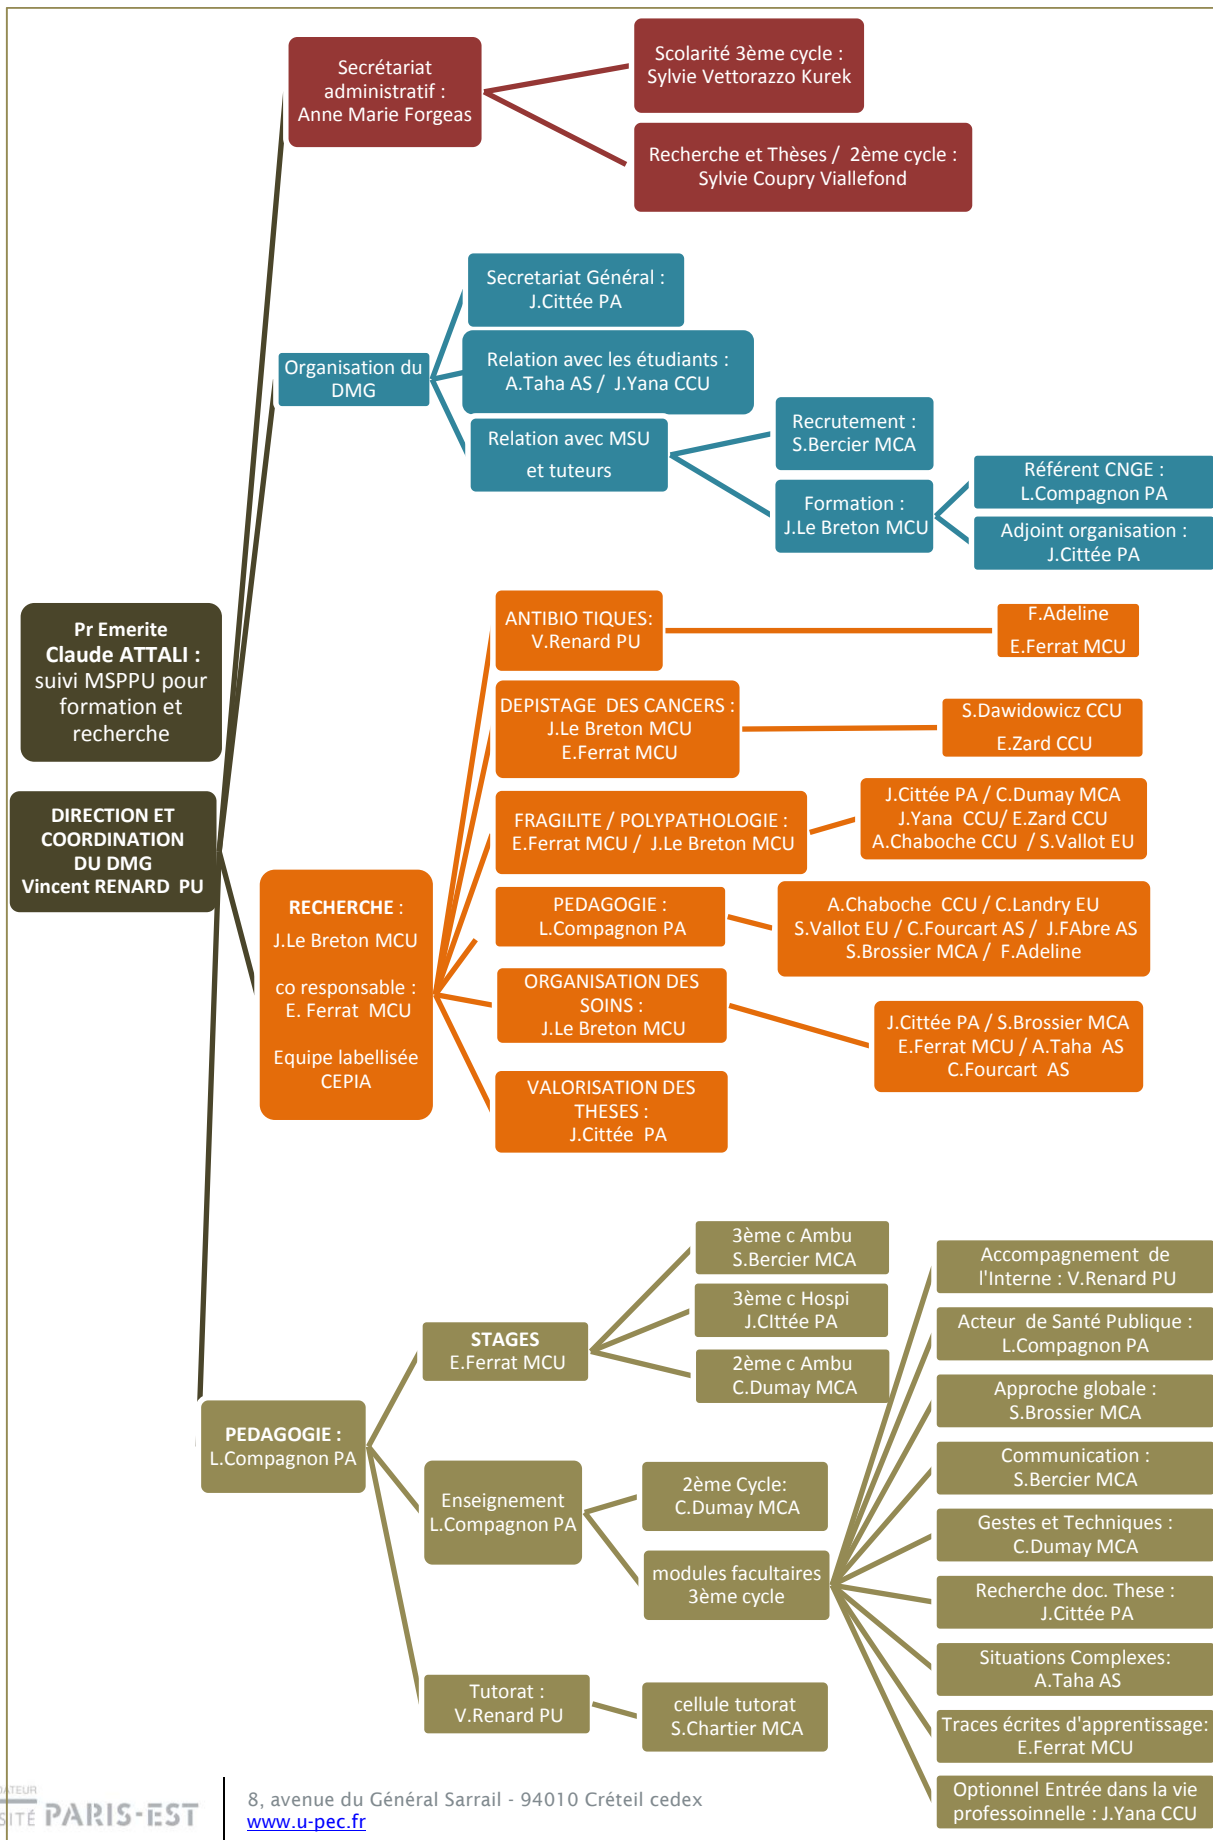 Secrétariat
administratif :
Anne Marie Forgeas
Scolarité 3ème cycle :
Sylvie Vettorazzo Kurek
Recherche et Thèses / 2ème cycle :
Sylvie Coupry Viallefond
Organisation du
DMG
Secretariat Général :
J.Cittée PA
Relation avec les étudiants :
A.Taha AS / J.Yana CCU
Relation avec MSU
et tuteurs
Recrutement :
S.Bercier MCA
Formation :
J.Le Breton MCU
Référent CNGE :
L.Compagnon PA
Adjoint organisation :
J.Cittée PA
Pr Emerite
Claude ATTALI :
suivi MSPPU pour
formation et
recherche
DIRECTION ET
COORDINATION
DU DMG
Vincent RENARD PU
RECHERCHE :
J.Le Breton MCU
co responsable :
E. Ferrat MCU
Equipe labellisée
CEPIA
ANTIBIO TIQUES:
V.Renard PU
F.Adeline
E.Ferrat MCU
DEPISTAGE DES CANCERS :
J.Le Breton MCU
E.Ferrat MCU
S.Dawidowicz CCU
E.Zard CCU
FRAGILITE / POLYPATHOLOGIE :
E.Ferrat MCU / J.Le Breton MCU
J.Cittée PA / C.Dumay MCA
J.Yana CCU/ E.Zard CCU
A.Chaboche CCU / S.Vallot EU
PEDAGOGIE :
L.Compagnon PA
A.Chaboche CCU / C.Landry EU
S.Vallot EU / C.Fourcart AS / J.FAbre AS
S.Brossier MCA / F.Adeline
ORGANISATION DES
SOINS :
J.Le Breton MCU
J.Cittée PA / S.Brossier MCA
E.Ferrat MCU / A.Taha AS
C.Fourcart AS
VALORISATION DES
THESES :
J.Cittée PA
PEDAGOGIE :
L.Compagnon PA
STAGES
E.Ferrat MCU
3ème c Ambu
S.Bercier MCA
3ème c Hospi
J.CIttée PA
2ème c Ambu
C.Dumay MCA
Enseignement
L.Compagnon PA
2ème Cycle:
C.Dumay MCA
modules facultaires
3ème cycle
Accompagnement de
l'Interne : V.Renard PU
Acteur de Santé Publique :
L.Compagnon PA
Approche globale :
S.Brossier MCA
Communication :
S.Bercier MCA
Gestes et Techniques :
C.Dumay MCA
Recherche doc. These :
J.Cittée PA
Situations Complexes:
A.Taha AS
Traces écrites d'apprentissage:
E.Ferrat MCU
Optionnel Entrée dans la vie
professoinnelle : J.Yana CCU
Tutorat :
V.Renard PU
cellule tutorat
S.Chartier MCA
DATEUR
SITÉ PARIS-EST
8, avenue du Général Sarrail - 94010 Créteil cedex
www.u-pec.fr